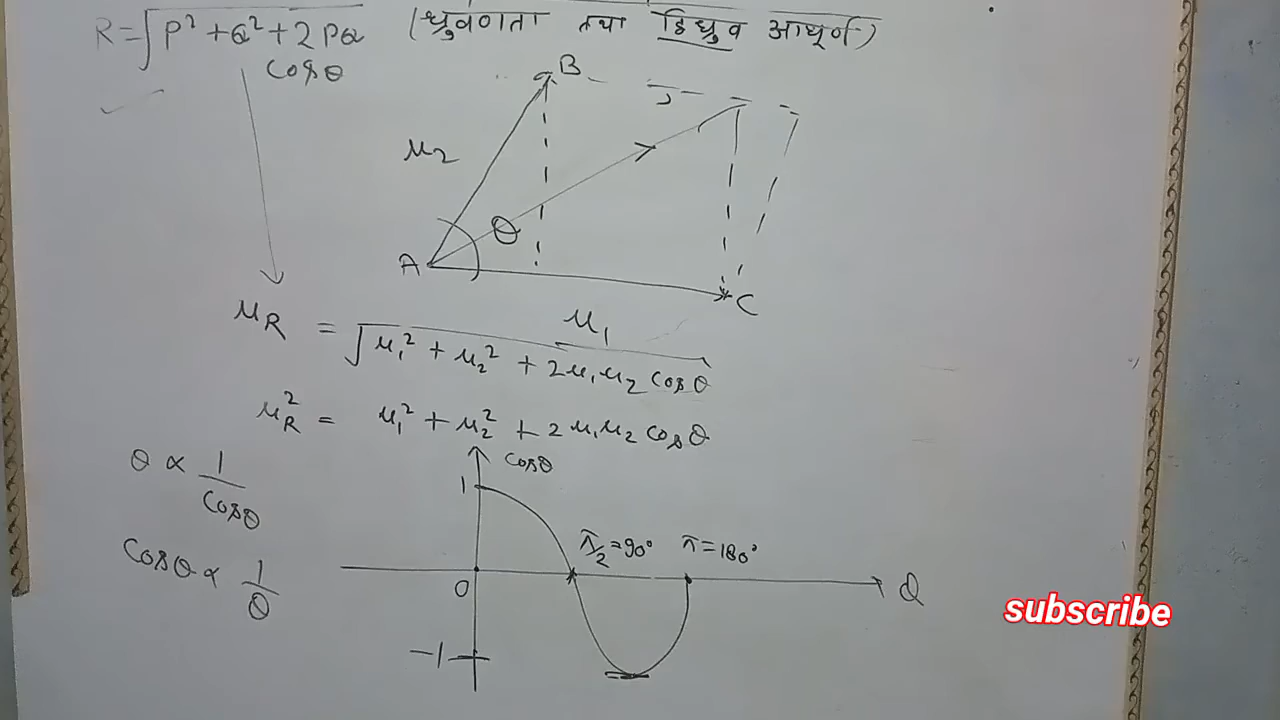 R=√P²+Q²+2PQ
Cosθ
(ध्रुवणता तथा द्विध्रुव आघूर्ण)
B
μ₂
θ
A
C
μ₁
μR = √μ₁² + μ₂² + 2μ₁μ₂ cosθ
μR² = μ₁² + μ₂² + 2μ₁μ₂ cosθ
θ ∝ 1/Cosθ
Cosθ ∝ 1/θ
Cosθ
1
π/2=90° π=180°
0
θ
-1
subscribe